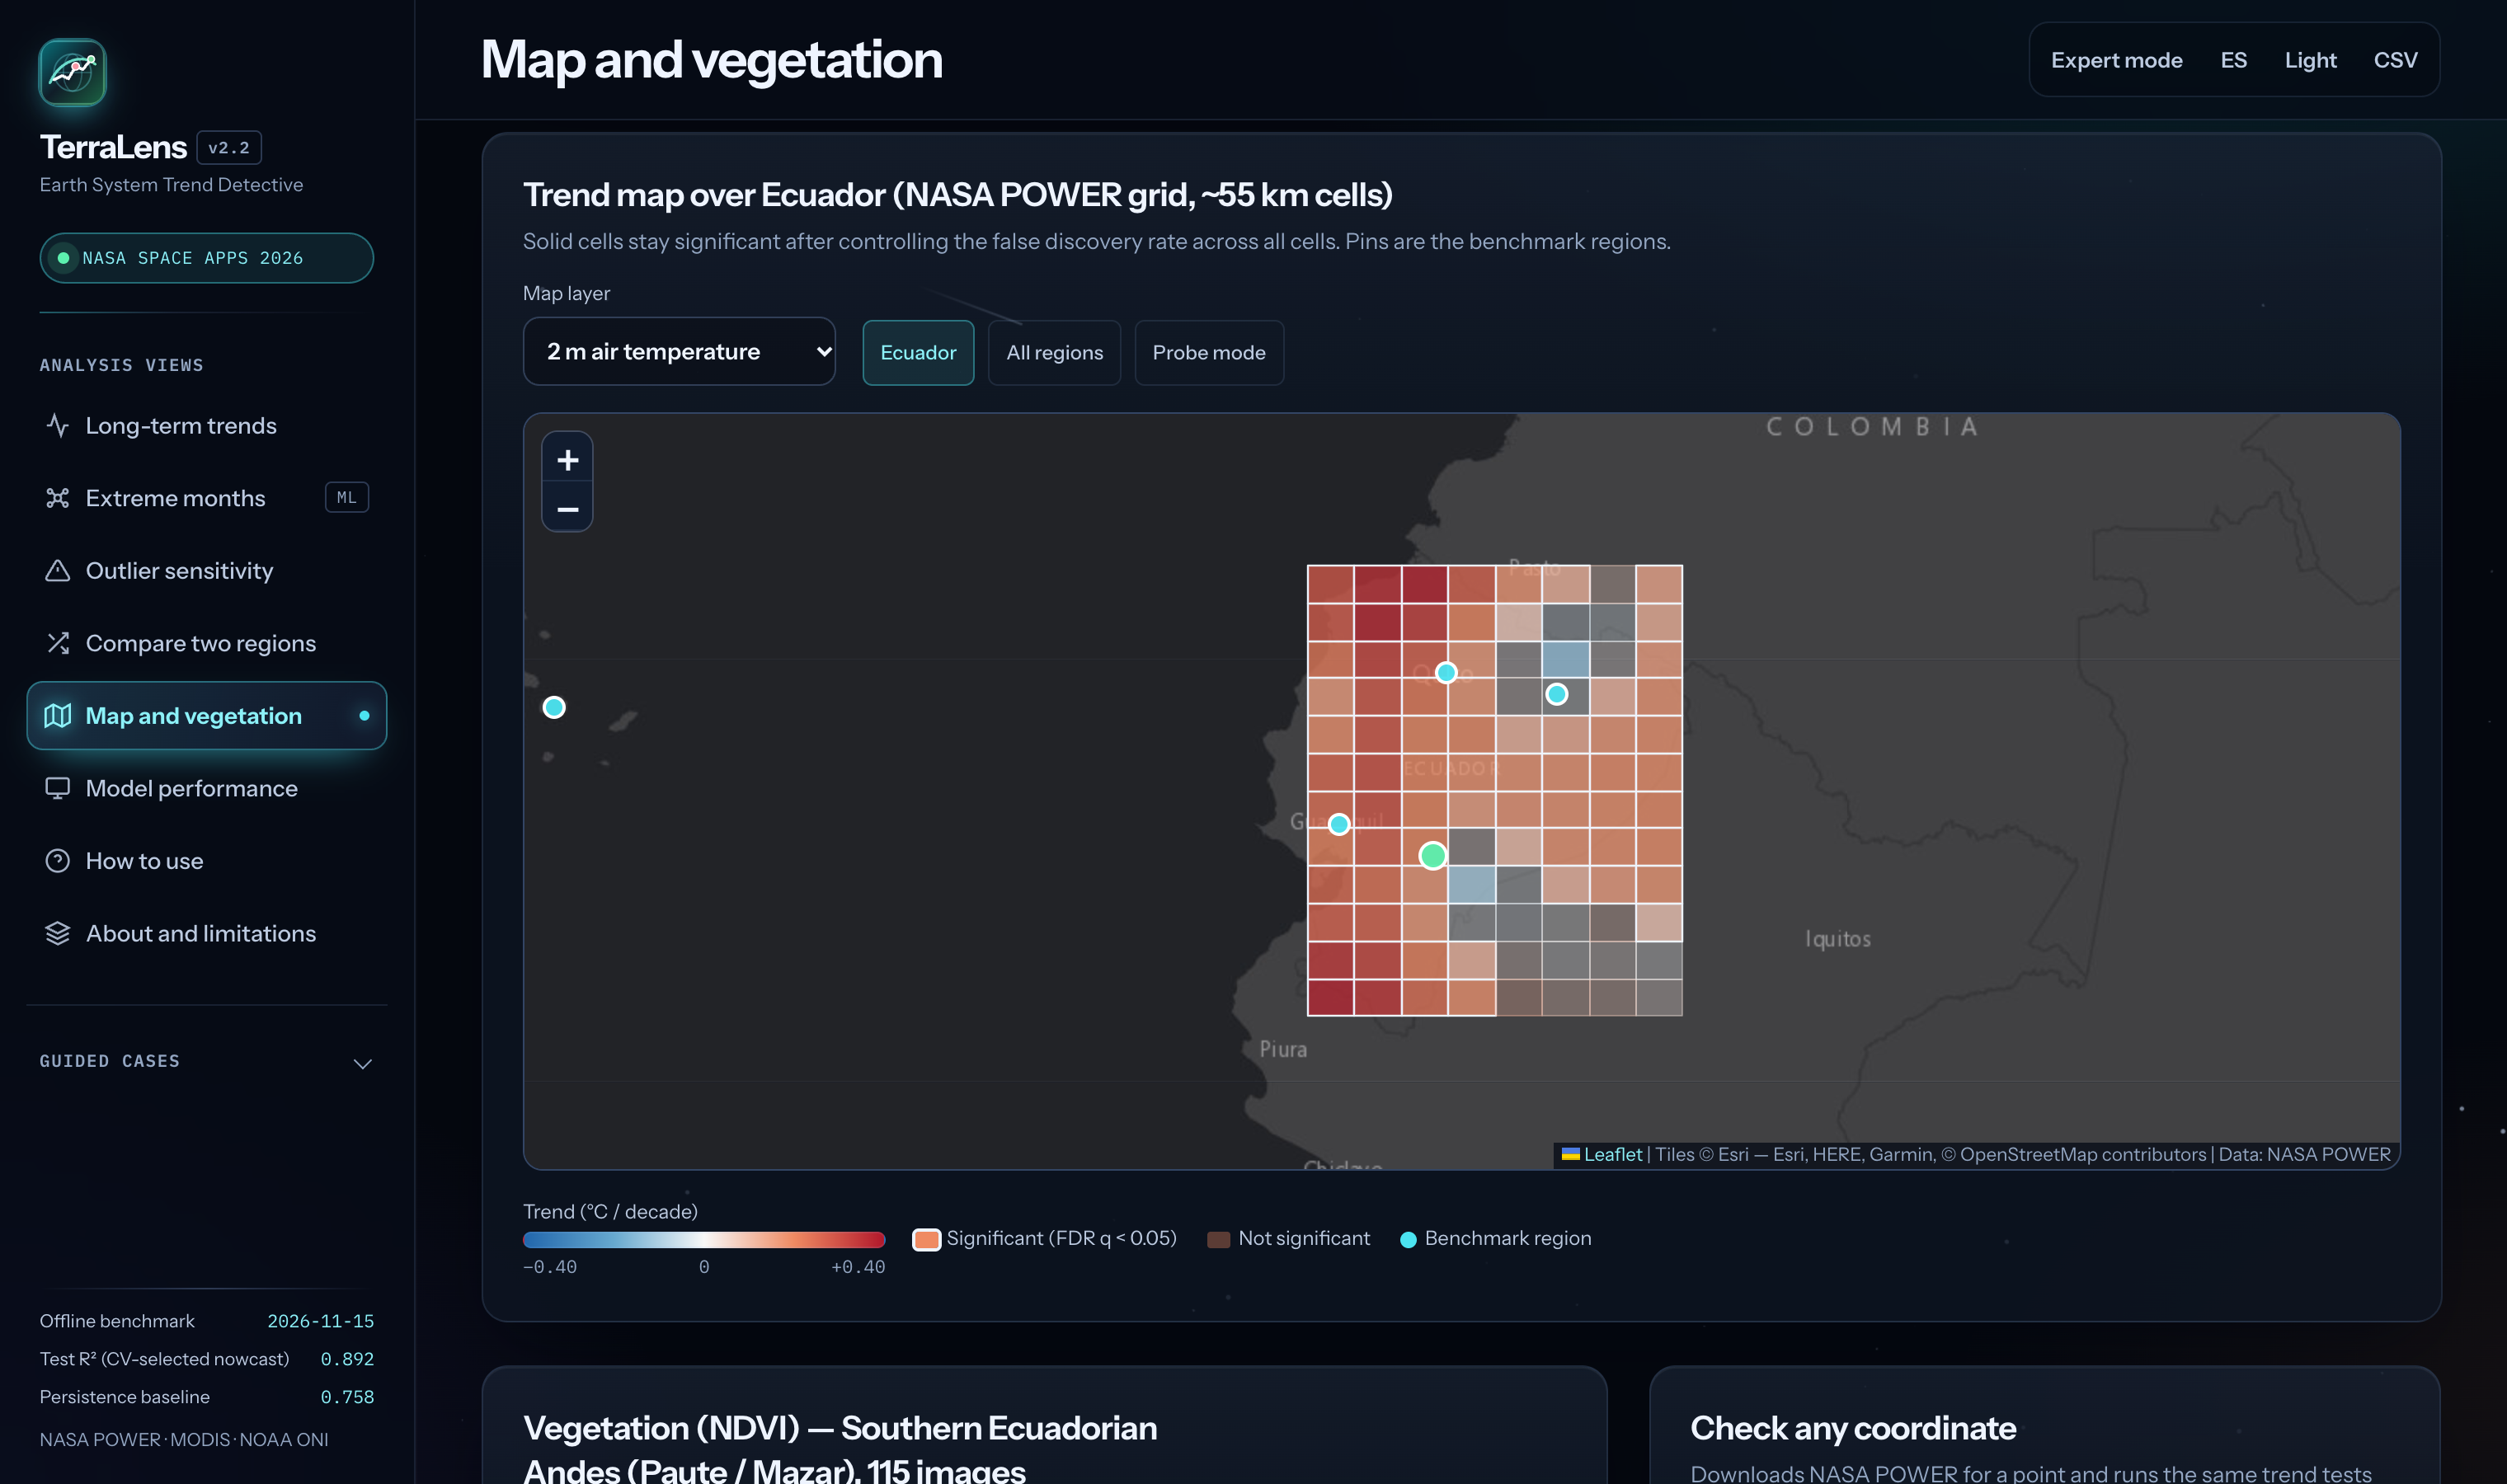 TerraLens v2.2
Earth System Trend Detective
NASA SPACE APPS 2026
ANALYSIS VIEWS
Long-term trends
Extreme months ML
Outlier sensitivity
Compare two regions
Map and vegetation
Model performance
How to use
About and limitations
GUIDED CASES
Offline benchmark 2026-11-15
Test R² (CV-selected nowcast) 0.892
Persistence baseline 0.758
NASA POWER · MODIS · NOAA ONI
Map and vegetation
Expert mode ES Light CSV
Trend map over Ecuador (NASA POWER grid, ~55 km cells)
Solid cells stay significant after controlling the false discovery rate across all cells. Pins are the benchmark regions.
Map layer
2 m air temperature Ecuador All regions Probe mode
+
−
COLOMBIA
Pasto
Quito
ECUADOR
Guayaquil
Iquitos
Piura
Chiclayo
Leaflet | Tiles © Esri — Esri, HERE, Garmin, © OpenStreetMap contributors | Data: NASA POWER
Trend (°C / decade)
−0.40 0 +0.40
Significant (FDR q < 0.05) Not significant Benchmark region
Vegetation (NDVI) — Southern Ecuadorian
Andes (Paute / Mazar), 115 images
Check any coordinate
Downloads NASA POWER for a point and runs the same trend tests